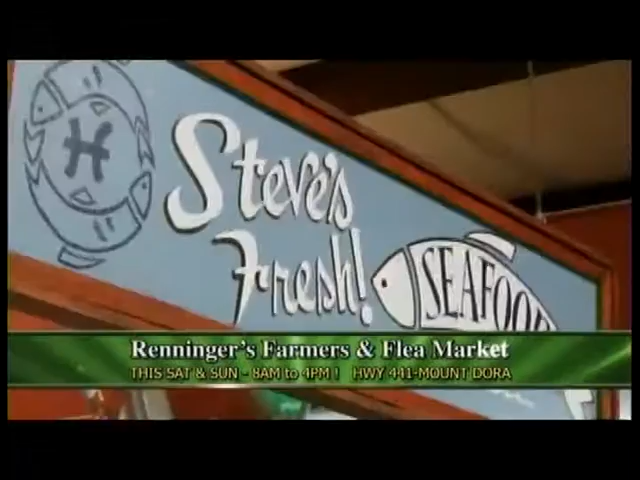 Steve's
Fresh!
SEAFOOD
Renninger's Farmers & Flea Market
THIS SAT & SUN - 8AM to 4PM ! HWY 441-MOUNT DORA